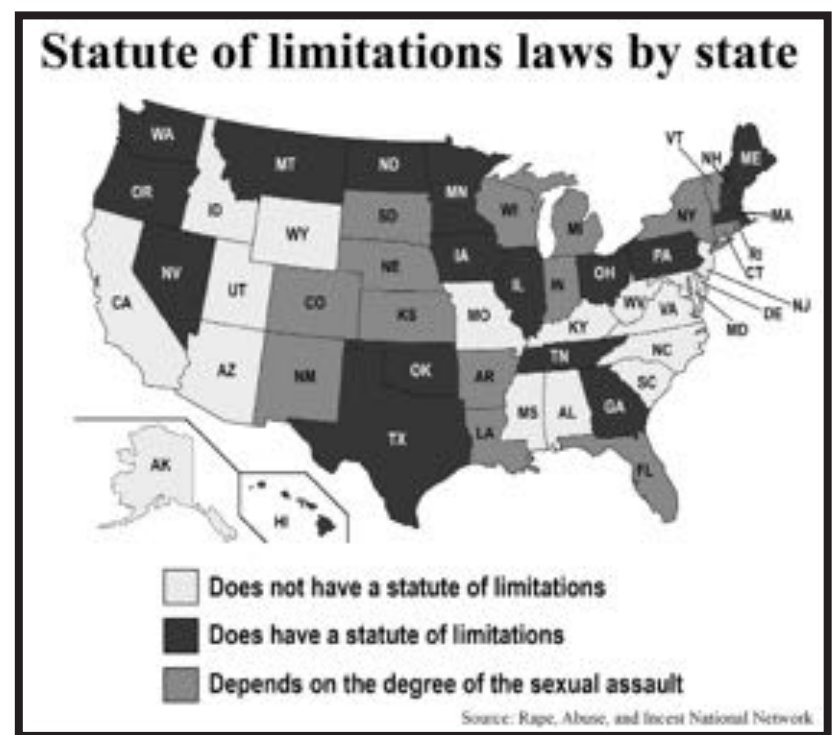 Statute of limitations laws by state
WA
MT
ND
MN
VT
NH
ME
OR
ID
WY
SD
WI
MI
NY
MA
RI
CT
NV
UT
CO
NE
IA
IL
IN
OH
PA
NJ
DE
MD
CA
AZ
NM
KS
MO
KY
WV
VA
OK
AR
TN
NC
SC
TX
LA
MS
AL
GA
FL
AK
HI
Does not have a statute of limitations
Does have a statute of limitations
Depends on the degree of the sexual assault
Source: Rape, Abuse, and Incest National Network